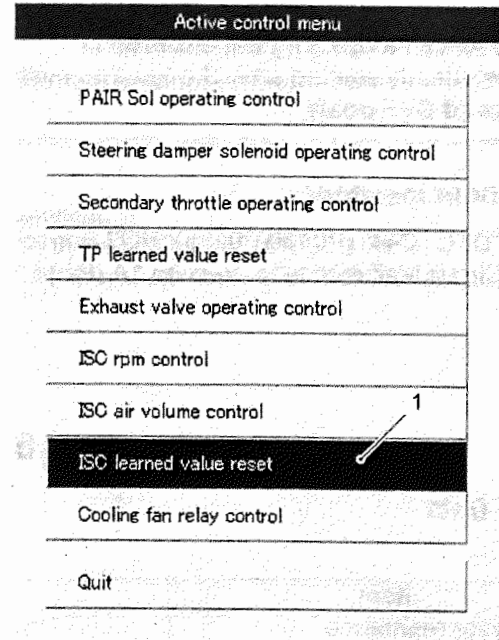 Active control menu
PAIR Sol operating control
Steering damper solenoid operating control
Secondary throttle operating control
TP learned value reset
Exhaust valve operating control
ISC rpm control
ISC air volume control
1
ISC learned value reset
Cooling fan relay control
Quit